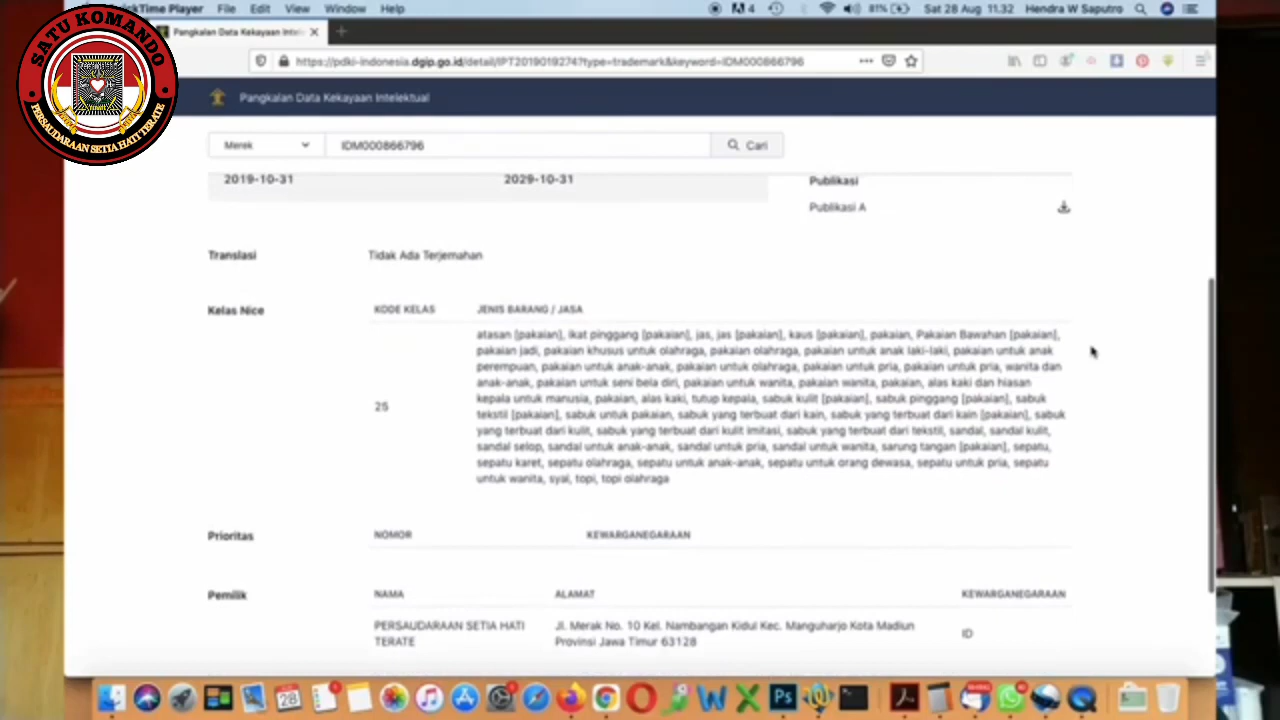 SATU KOMANDO
PERSAUDARAAN SETIA HATI TERATE
QuickTime Player File Edit View Window Help
4 81% Sat 28 Aug 11.32 Hendra W Saputro
Pangkalan Data Kekayaan Intele
https://pdki-indonesia.dgip.go.id/detail/IPT2019019274?type=trademark&keyword=IDM000866796
Pangkalan Data Kekayaan Intelektual
Merek IDM000866796 Cari
2019-10-31 2029-10-31 Publikasi
Publikasi A
Translasi Tidak Ada Terjemahan
Kelas Nice KODE KELAS JENIS BARANG / JASA
atasan [pakaian], ikat pinggang [pakaian], jas, jas [pakaian], kaus [pakaian], pakaian, Pakaian Bawahan [pakaian],
pakaian jadi, pakaian khusus untuk olahraga, pakaian olahraga, pakaian untuk anak laki-laki, pakaian untuk anak
perempuan, pakaian untuk anak-anak, pakaian untuk olahraga, pakaian untuk pria, pakaian untuk pria, wanita dan
anak-anak, pakaian untuk seni bela diri, pakaian untuk wanita, pakaian wanita, pakaian, alas kaki dan hiasan
kepala untuk manusia, pakaian, alas kaki, tutup kepala, sabuk kulit [pakaian], sabuk pinggang [pakaian], sabuk
25
tekstil [pakaian], sabuk untuk pakaian, sabuk yang terbuat dari kain, sabuk yang terbuat dari kain [pakaian], sabuk
yang terbuat dari kulit, sabuk yang terbuat dari kulit imitasi, sabuk yang terbuat dari tekstil, sandal, sandal kulit,
sandal selop, sandal untuk anak-anak, sandal untuk pria, sandal untuk wanita, sarung tangan [pakaian], sepatu,
sepatu karet, sepatu olahraga, sepatu untuk anak-anak, sepatu untuk orang dewasa, sepatu untuk pria, sepatu
untuk wanita, syal, topi, topi olahraga
Prioritas NOMOR KEWARGANEGARAAN
Pemilik NAMA ALAMAT KEWARGANEGARAAN
PERSAUDARAAN SETIA HATI Jl. Merak No. 10 Kel. Nambangan Kidul Kec. Manguharjo Kota Madiun
ID
TERATE Provinsi Jawa Timur 63128